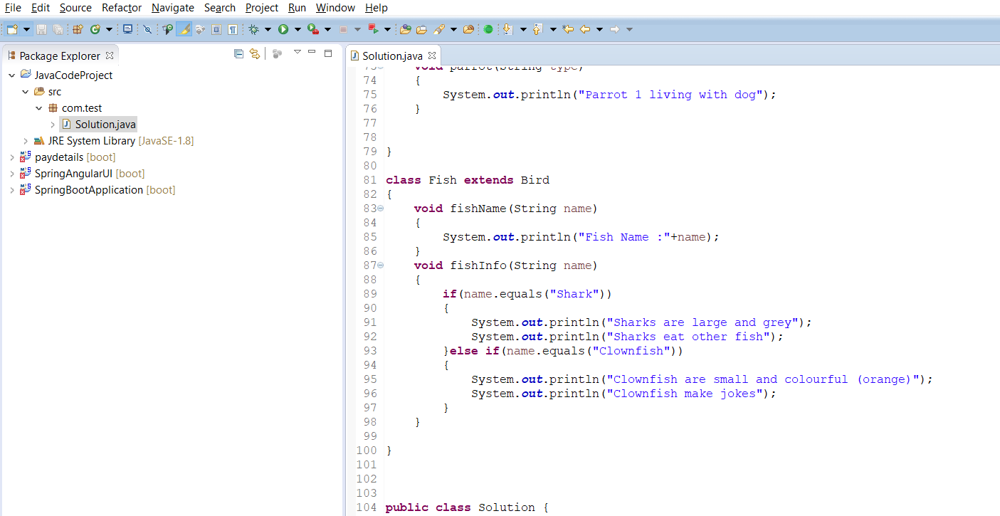 File Edit Source Refactor Navigate Search Project Run Window Help
Package Explorer
JavaCodeProject
src
com.test
Solution.java
JRE System Library [JavaSE-1.8]
paydetails [boot]
SpringAngularUI [boot]
SpringBootApplication [boot]
Solution.java
73 void parrot(String type)
74 {
75 System.out.println("Parrot 1 living with dog");
76 }
77
78
79 }
80
81 class Fish extends Bird
82 {
83 void fishName(String name)
84 {
85 System.out.println("Fish Name :"+name);
86 }
87 void fishInfo(String name)
88 {
89 if(name.equals("Shark"))
90 {
91 System.out.println("Sharks are large and grey");
92 System.out.println("Sharks eat other fish");
93 }else if(name.equals("Clownfish"))
94 {
95 System.out.println("Clownfish are small and colourful (orange)");
96 System.out.println("Clownfish make jokes");
97 }
98 }
99
100 }
101
102
103
104 public class Solution {